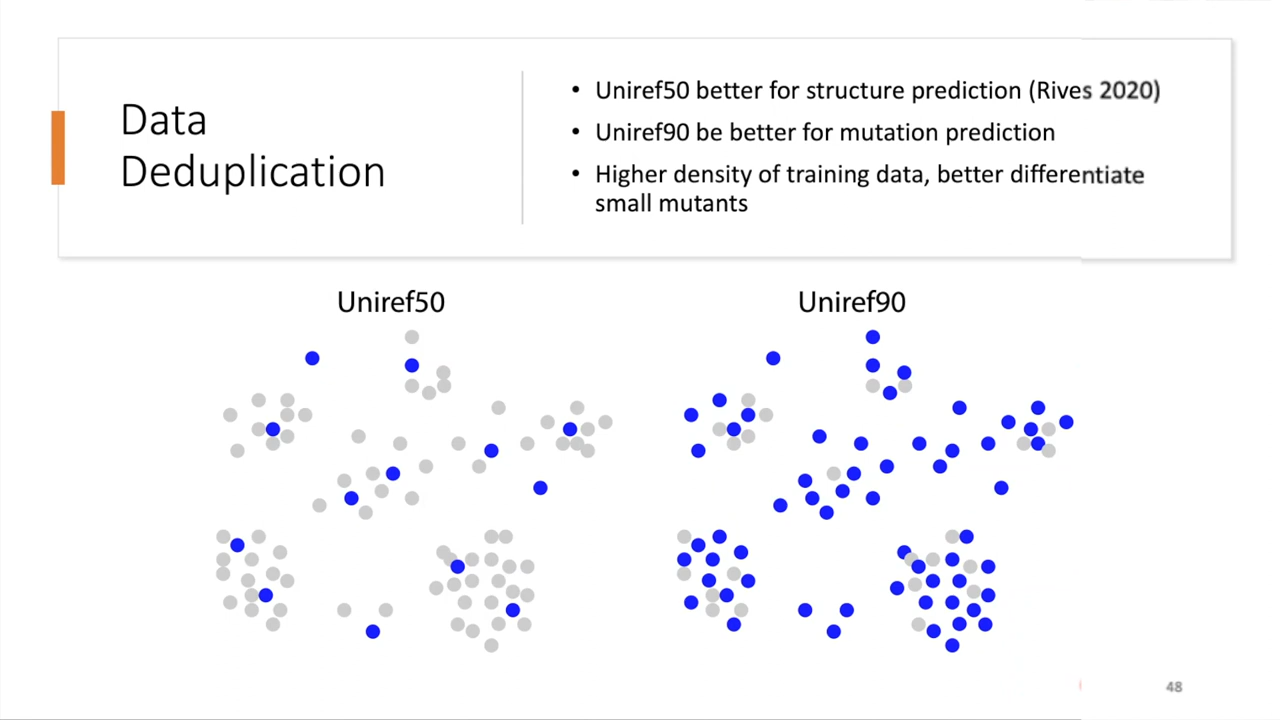 Data
Deduplication
• Uniref50 better for structure prediction (Rives 2020)
• Uniref90 be better for mutation prediction
• Higher density of training data, better differentiate
small mutants
Uniref50
Uniref90
48